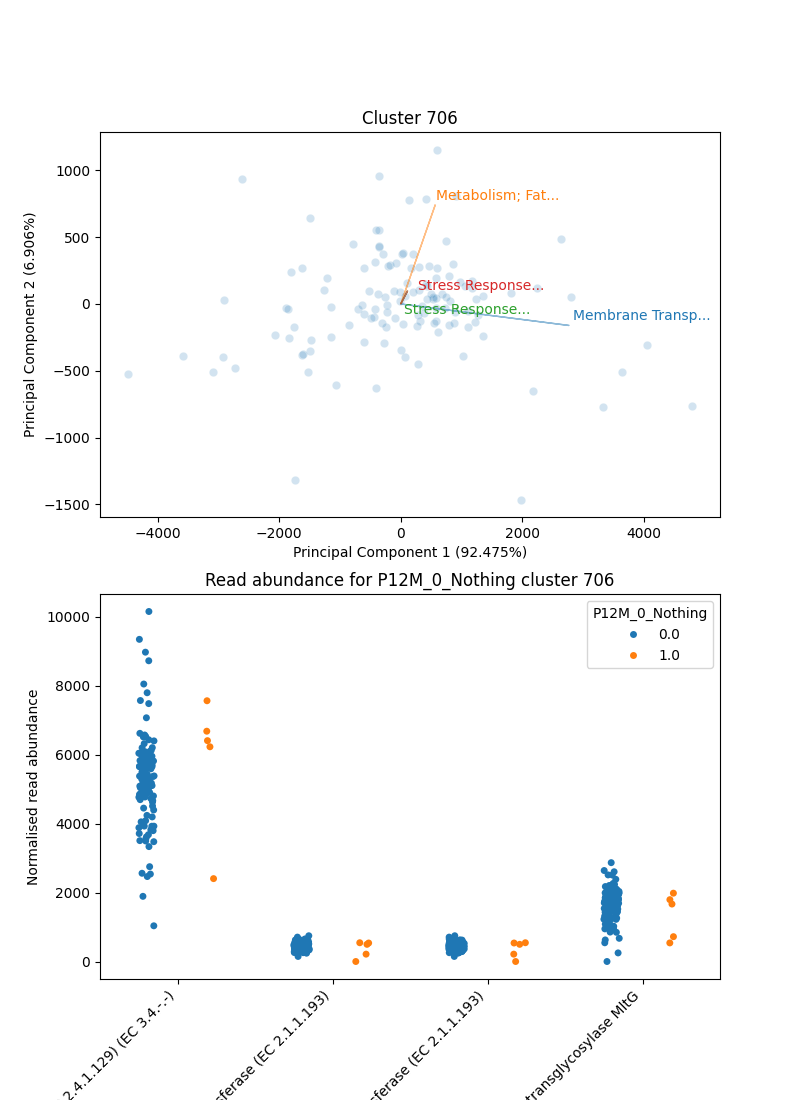 Cluster 706
Principal Component 2 (6.906%)
1000
500
0
−500
−1000
−1500
Metabolism; Fat...
Stress Response...
Stress Response...
Membrane Transp...
−4000
−2000
0
2000
4000
Principal Component 1 (92.475%)
Read abundance for P12M_0_Nothing cluster 706
Normalised read abundance
10000
8000
6000
4000
2000
0
P12M_0_Nothing
0.0
1.0
2.4.1.129) (EC 3.4.-.-)
sferase (EC 2.1.1.193)
sferase (EC 2.1.1.193)
transglycosylase MltG